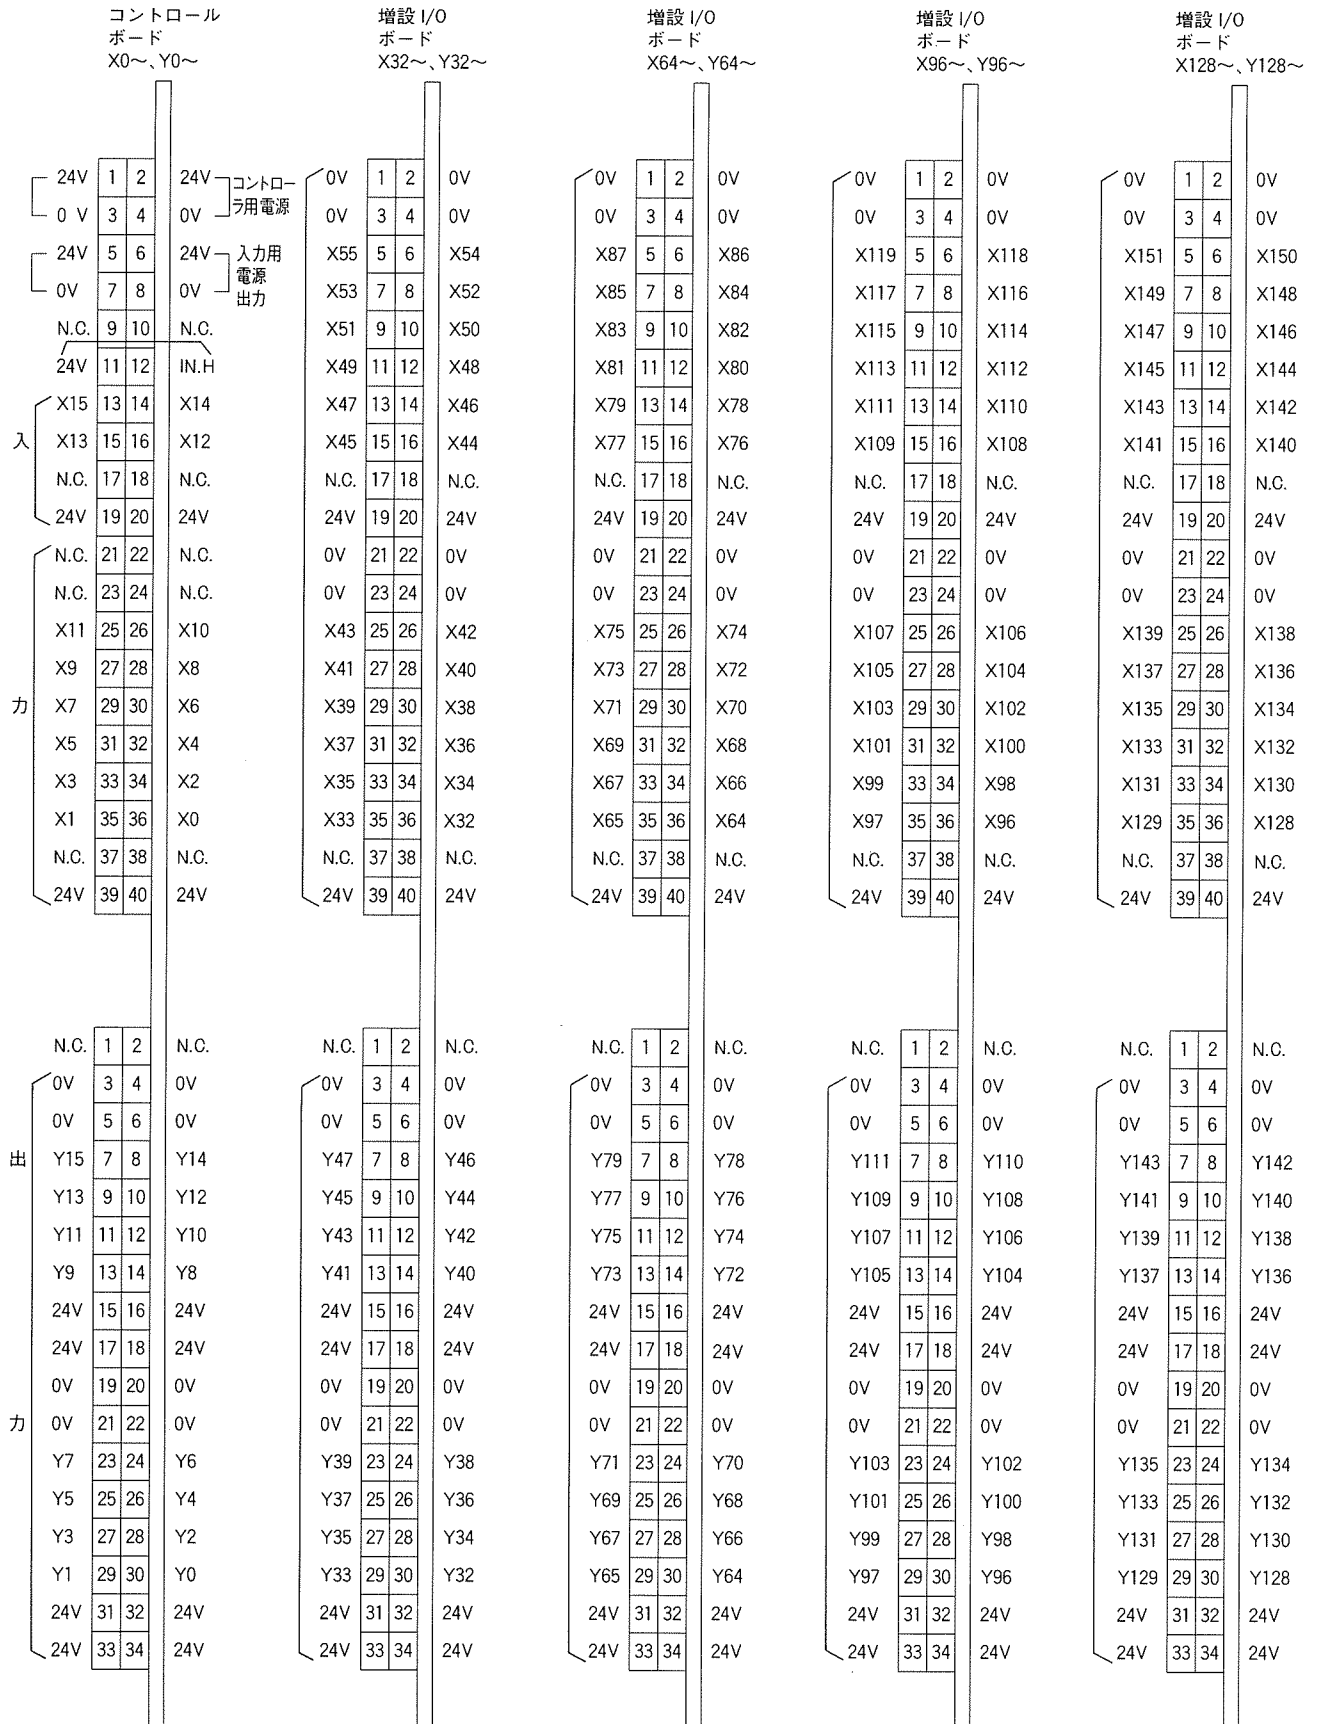 コントロール 増設 I/O 増設 I/O 増設 I/O 増設 I/O
ボード ボード ボード ボード ボード
X0～、Y0～ X32～、Y32～ X64～、Y64～ X96～、Y96～ X128～、Y128～
24V 1 2 24V コントロー 0V 1 2 0V 0V 1 2 0V 0V 1 2 0V 0V 1 2 0V
0 V 3 4 0V ラ用電源 0V 3 4 0V 0V 3 4 0V 0V 3 4 0V 0V 3 4 0V
24V 5 6 24V 入力用 X55 5 6 X54 X87 5 6 X86 X119 5 6 X118 X151 5 6 X150
電源
0V 7 8 0V 出力 X53 7 8 X52 X85 7 8 X84 X117 7 8 X116 X149 7 8 X148
N.C. 9 10 N.C. X51 9 10 X50 X83 9 10 X82 X115 9 10 X114 X147 9 10 X146
24V 11 12 IN.H X49 11 12 X48 X81 11 12 X80 X113 11 12 X112 X145 11 12 X144
X15 13 14 X14 X47 13 14 X46 X79 13 14 X78 X111 13 14 X110 X143 13 14 X142
入 X13 15 16 X12 X45 15 16 X44 X77 15 16 X76 X109 15 16 X108 X141 15 16 X140
N.C. 17 18 N.C. N.C. 17 18 N.C. N.C. 17 18 N.C. N.C. 17 18 N.C. N.C. 17 18 N.C.
24V 19 20 24V 24V 19 20 24V 24V 19 20 24V 24V 19 20 24V 24V 19 20 24V
N.C. 21 22 N.C. 0V 21 22 0V 0V 21 22 0V 0V 21 22 0V 0V 21 22 0V
N.C. 23 24 N.C. 0V 23 24 0V 0V 23 24 0V 0V 23 24 0V 0V 23 24 0V
X11 25 26 X10 X43 25 26 X42 X75 25 26 X74 X107 25 26 X106 X139 25 26 X138
X9 27 28 X8 X41 27 28 X40 X73 27 28 X72 X105 27 28 X104 X137 27 28 X136
力 X7 29 30 X6 X39 29 30 X38 X71 29 30 X70 X103 29 30 X102 X135 29 30 X134
X5 31 32 X4 X37 31 32 X36 X69 31 32 X68 X101 31 32 X100 X133 31 32 X132
X3 33 34 X2 X35 33 34 X34 X67 33 34 X66 X99 33 34 X98 X131 33 34 X130
X1 35 36 X0 X33 35 36 X32 X65 35 36 X64 X97 35 36 X96 X129 35 36 X128
N.C. 37 38 N.C. N.C. 37 38 N.C. N.C. 37 38 N.C. N.C. 37 38 N.C. N.C. 37 38 N.C.
24V 39 40 24V 24V 39 40 24V 24V 39 40 24V 24V 39 40 24V 24V 39 40 24V
N.C. 1 2 N.C. N.C. 1 2 N.C. N.C. 1 2 N.C. N.C. 1 2 N.C. N.C. 1 2 N.C.
0V 3 4 0V 0V 3 4 0V 0V 3 4 0V 0V 3 4 0V 0V 3 4 0V
0V 5 6 0V 0V 5 6 0V 0V 5 6 0V 0V 5 6 0V 0V 5 6 0V
出 Y15 7 8 Y14 Y47 7 8 Y46 Y79 7 8 Y78 Y111 7 8 Y110 Y143 7 8 Y142
Y13 9 10 Y12 Y45 9 10 Y44 Y77 9 10 Y76 Y109 9 10 Y108 Y141 9 10 Y140
Y11 11 12 Y10 Y43 11 12 Y42 Y75 11 12 Y74 Y107 11 12 Y106 Y139 11 12 Y138
Y9 13 14 Y8 Y41 13 14 Y40 Y73 13 14 Y72 Y105 13 14 Y104 Y137 13 14 Y136
24V 15 16 24V 24V 15 16 24V 24V 15 16 24V 24V 15 16 24V 24V 15 16 24V
24V 17 18 24V 24V 17 18 24V 24V 17 18 24V 24V 17 18 24V 24V 17 18 24V
0V 19 20 0V 0V 19 20 0V 0V 19 20 0V 0V 19 20 0V 0V 19 20 0V
力 0V 21 22 0V 0V 21 22 0V 0V 21 22 0V 0V 21 22 0V 0V 21 22 0V
Y7 23 24 Y6 Y39 23 24 Y38 Y71 23 24 Y70 Y103 23 24 Y102 Y135 23 24 Y134
Y5 25 26 Y4 Y37 25 26 Y36 Y69 25 26 Y68 Y101 25 26 Y100 Y133 25 26 Y132
Y3 27 28 Y2 Y35 27 28 Y34 Y67 27 28 Y66 Y99 27 28 Y98 Y131 27 28 Y130
Y1 29 30 Y0 Y33 29 30 Y32 Y65 29 30 Y64 Y97 29 30 Y96 Y129 29 30 Y128
24V 31 32 24V 24V 31 32 24V 24V 31 32 24V 24V 31 32 24V 24V 31 32 24V
24V 33 34 24V 24V 33 34 24V 24V 33 34 24V 24V 33 34 24V 24V 33 34 24V